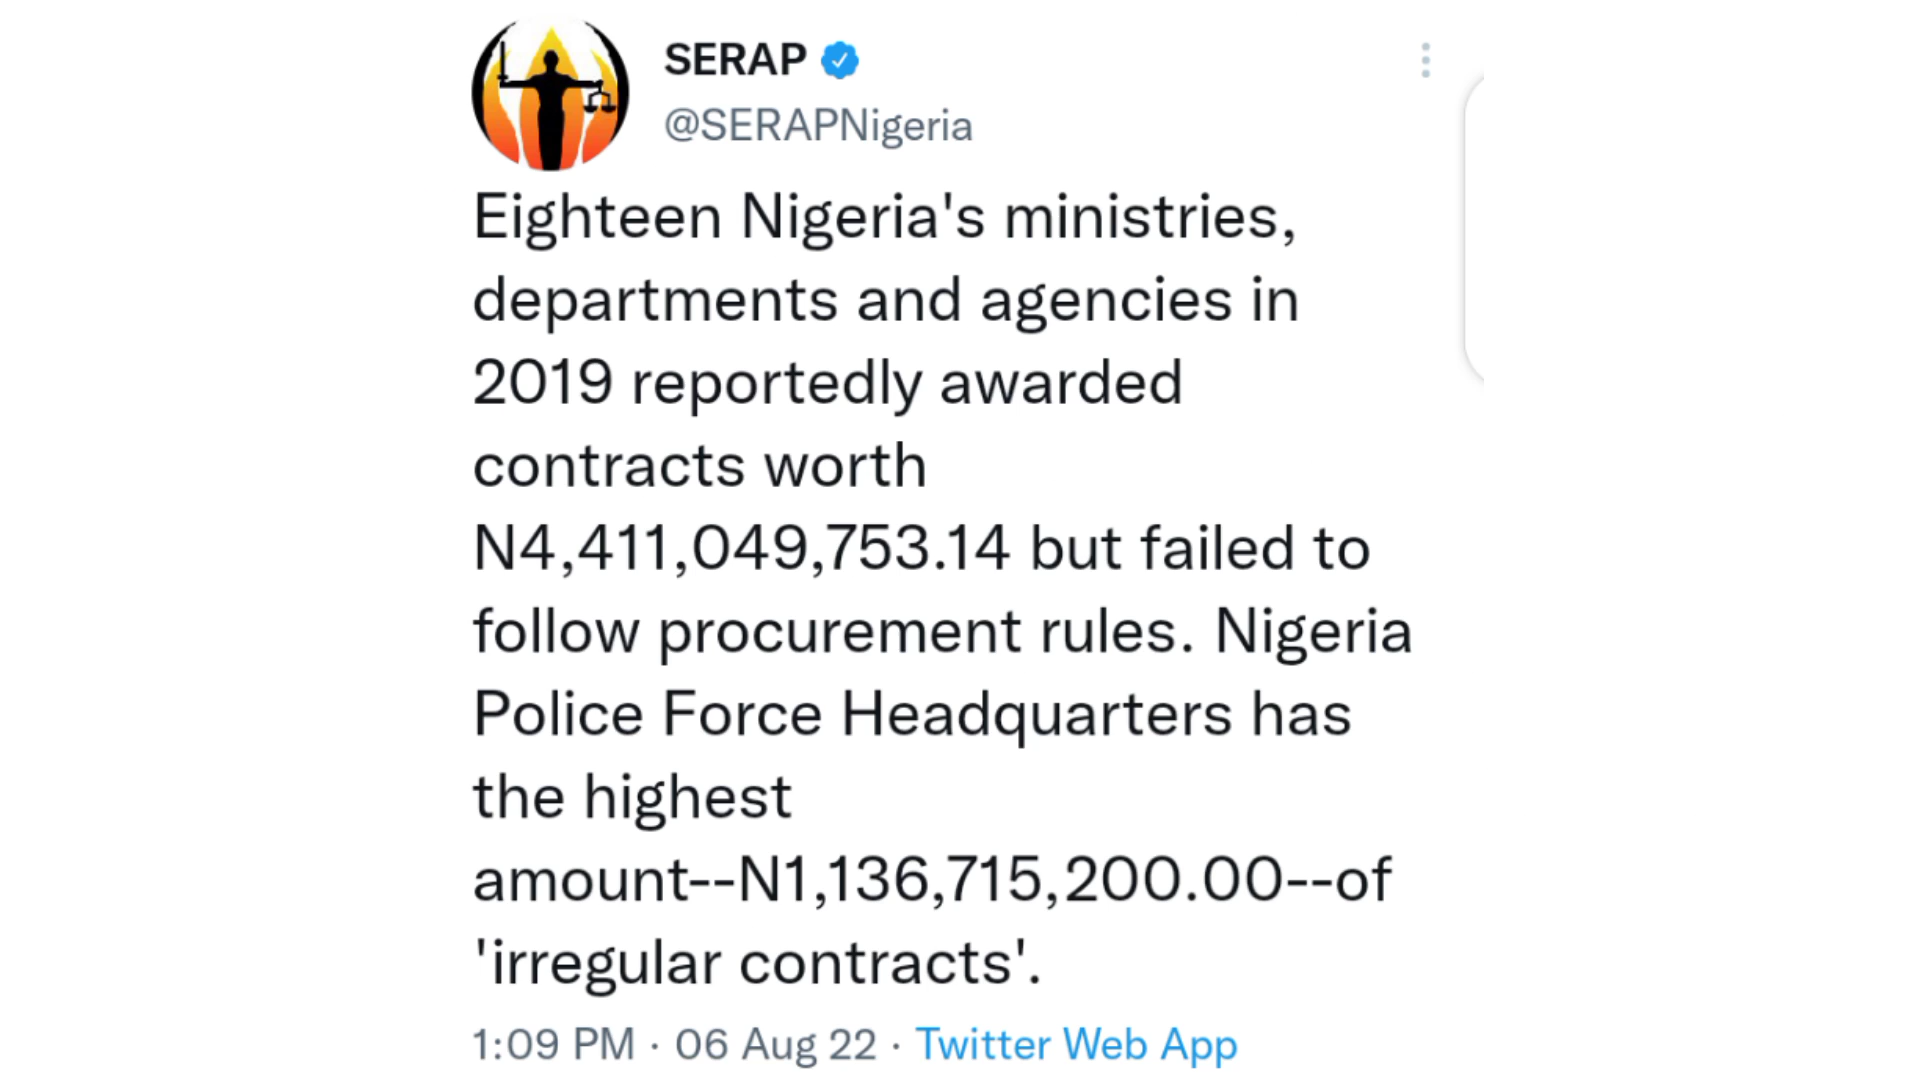 SERAP
@SERAPNigeria
Eighteen Nigeria's ministries,
departments and agencies in
2019 reportedly awarded
contracts worth
N4,411,049,753.14 but failed to
follow procurement rules. Nigeria
Police Force Headquarters has
the highest
amount--N1,136,715,200.00--of
'irregular contracts'.
1:09 PM · 06 Aug 22 · Twitter Web App